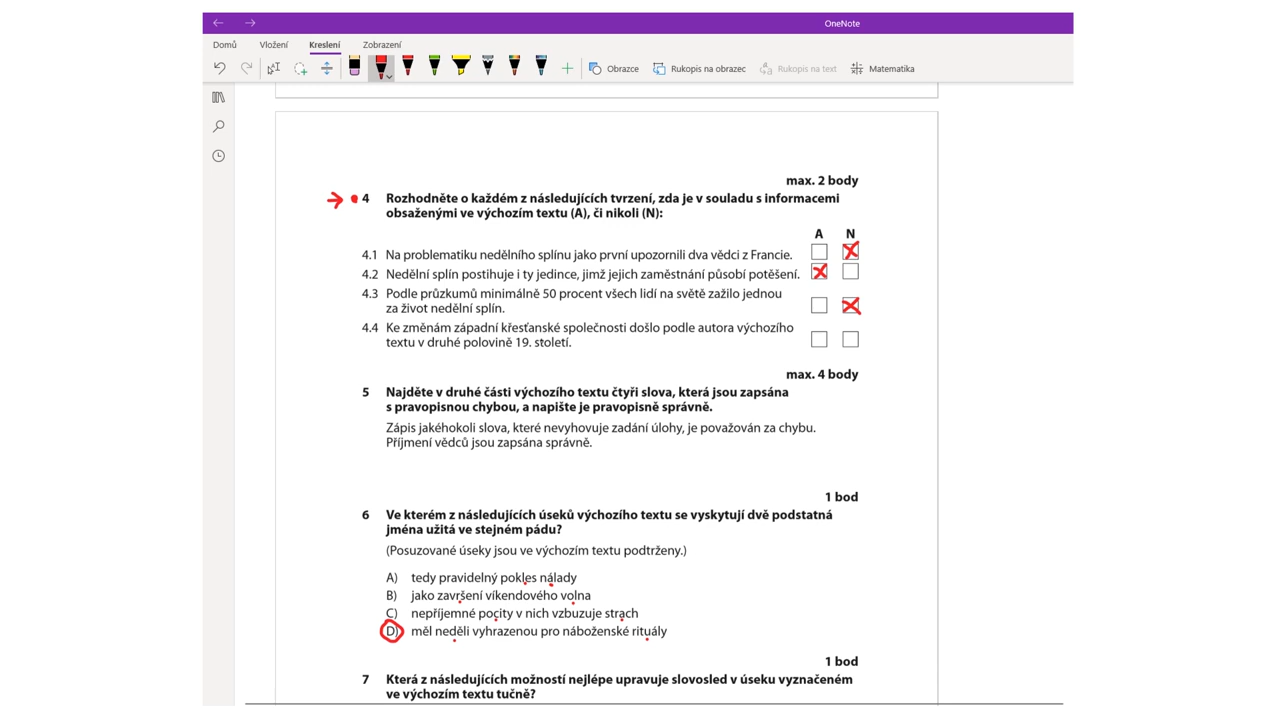 OneNote
Domů Vložení Kreslení Zobrazení
Obrazce Rukopis na obrazec Rukopis na text Matematika
max. 2 body
4 Rozhodněte o každém z následujících tvrzení, zda je v souladu s informacemi
obsaženými ve výchozím textu (A), či nikoli (N):
A N
4.1 Na problematiku nedělního splínu jako první upozornili dva vědci z Francie.
4.2 Nedělní splín postihuje i ty jedince, jimž jejich zaměstnání působí potěšení.
4.3 Podle průzkumů minimálně 50 procent všech lidí na světě zažilo jednou
za život nedělní splín.
4.4 Ke změnám západní křesťanské společnosti došlo podle autora výchozího
textu v druhé polovině 19. století.
max. 4 body
5 Najděte v druhé části výchozího textu čtyři slova, která jsou zapsána
s pravopisnou chybou, a napište je pravopisně správně.
Zápis jakéhokoli slova, které nevyhovuje zadání úlohy, je považován za chybu.
Příjmení vědců jsou zapsána správně.
1 bod
6 Ve kterém z následujících úseků výchozího textu se vyskytují dvě podstatná
jména užitá ve stejném pádu?
(Posuzované úseky jsou ve výchozím textu podtrženy.)
A) tedy pravidelný pokles nálady
B) jako završení víkendového volna
C) nepříjemné pocity v nich vzbuzuje strach
D) měl neděli vyhrazenou pro náboženské rituály
1 bod
7 Která z následujících možností nejlépe upravuje slovosled v úseku vyznačeném
ve výchozím textu tučně?